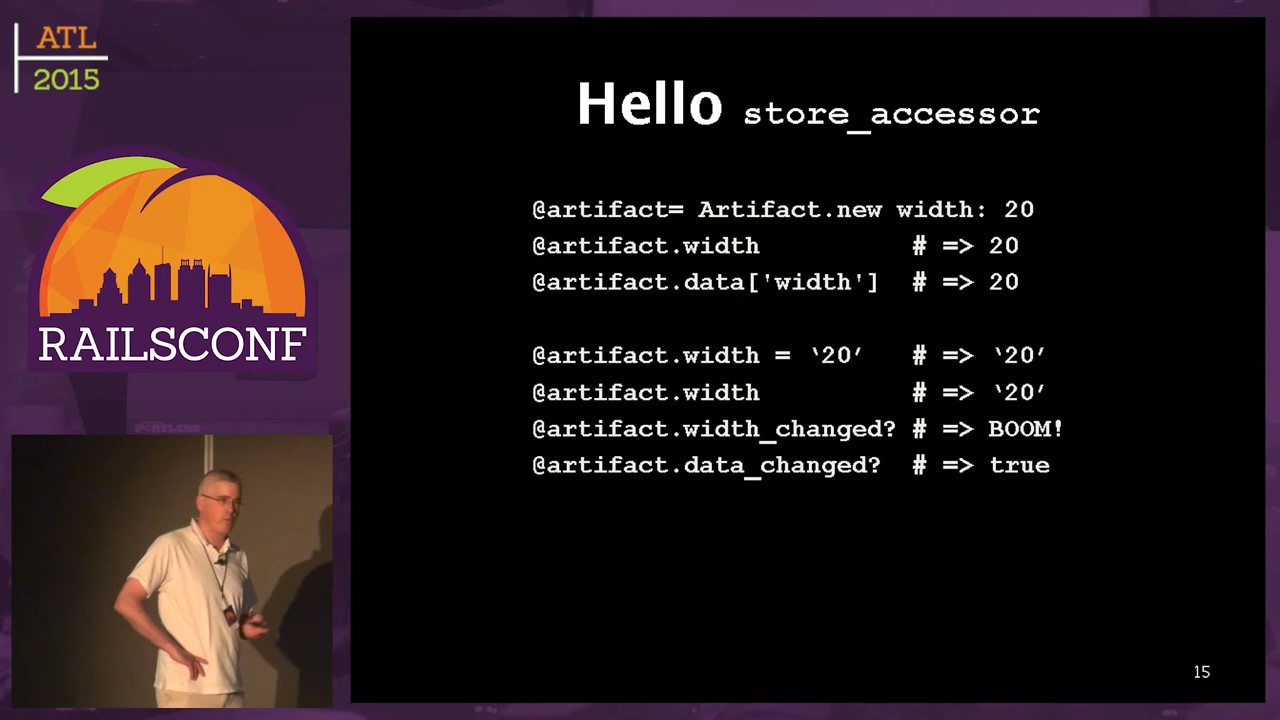 ATL
2015
RAILSCONF
Hello store_accessor
@artifact= Artifact.new width: 20
@artifact.width # => 20
@artifact.data['width'] # => 20
@artifact.width = ‘20’ # => ‘20’
@artifact.width # => ‘20’
@artifact.width_changed? # => BOOM!
@artifact.data_changed? # => true
15